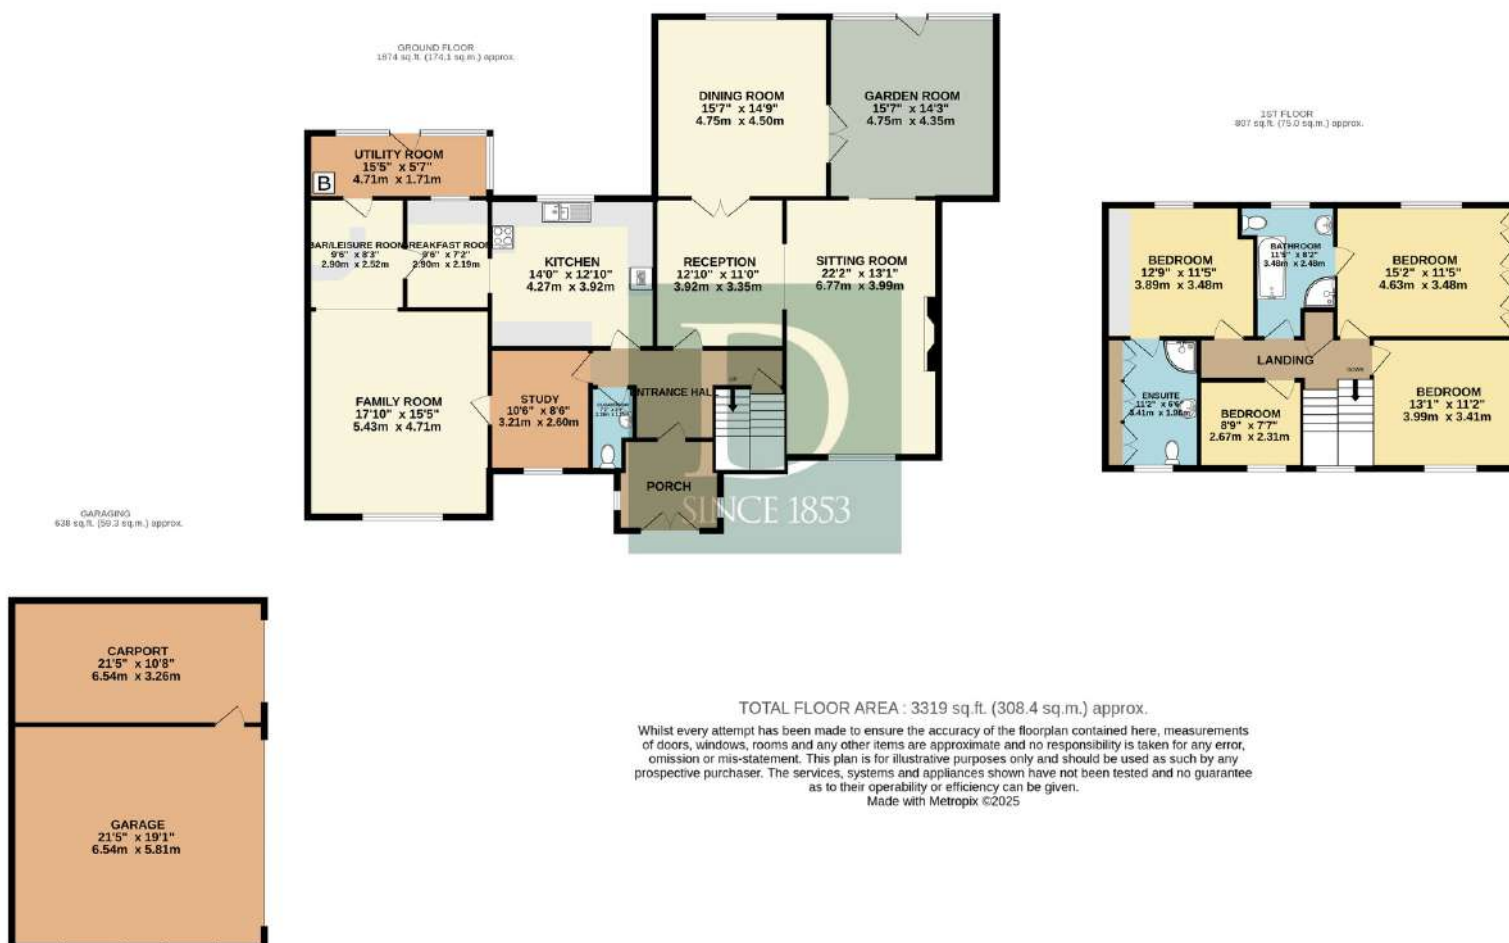 GROUND FLOOR
1874 sq.ft. (174.1 sq.m.) approx.
UTILITY ROOM
15'5" x 5'7"
4.71m x 1.71m
B
BAR/LEISURE ROOM
9'6" x 8'3"
2.90m x 2.52m
BREAKFAST ROOM
9'6" x 7'2"
2.90m x 2.19m
KITCHEN
14'0" x 12'10"
4.27m x 3.92m
DINING ROOM
15'7" x 14'9"
4.75m x 4.50m
GARDEN ROOM
15'7" x 14'3"
4.75m x 4.35m
RECEPTION
12'10" x 11'0"
3.92m x 3.35m
SITTING ROOM
22'2" x 13'1"
6.77m x 3.99m
FAMILY ROOM
17'10" x 15'5"
5.43m x 4.71m
STUDY
10'6" x 8'6"
3.21m x 2.60m
ENTRANCE HALL
UP
PORCH
D
SINCE 1853
1ST FLOOR
807 sq.ft. (75.0 sq.m.) approx.
BEDROOM
12'9" x 11'5"
3.89m x 3.48m
BATHROOM
11'5" x 8'2"
3.48m x 2.48m
BEDROOM
15'2" x 11'5"
4.63m x 3.48m
LANDING
DOWN
ENSUITE
11'2" x 6'6"
3.41m x
BEDROOM
8'9" x 7'7"
2.67m x 2.31m
BEDROOM
13'1" x 11'2"
3.99m x 3.41m
GARAGING
638 sq.ft. (59.3 sq.m.) approx.
CARPORT
21'5" x 10'8"
6.54m x 3.26m
GARAGE
21'5" x 19'1"
6.54m x 5.81m
TOTAL FLOOR AREA : 3319 sq.ft. (308.4 sq.m.) approx.
Whilst every attempt has been made to ensure the accuracy of the floorplan contained here, measurements
of doors, windows, rooms and any other items are approximate and no responsibility is taken for any error,
omission or mis-statement. This plan is for illustrative purposes only and should be used as such by any
prospective purchaser. The services, systems and appliances shown have not been tested and no guarantee
as to their operability or efficiency can be given.
Made with Metropix ©2025